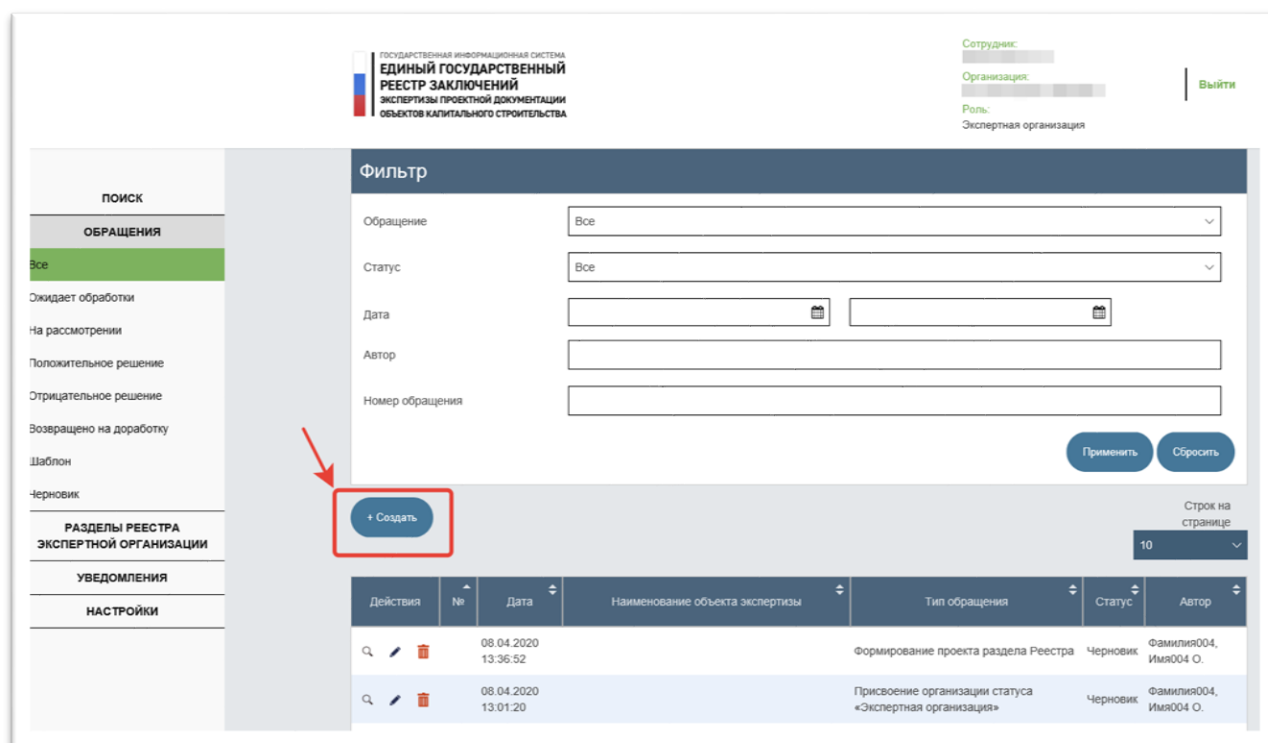 ГОСУДАРСТВЕННАЯ ИНФОРМАЦИОННАЯ СИСТЕМА
ЕДИНЫЙ ГОСУДАРСТВЕННЫЙ
РЕЕСТР ЗАКЛЮЧЕНИЙ
ЭКСПЕРТИЗЫ ПРОЕКТНОЙ ДОКУМЕНТАЦИИ
ОБЪЕКТОВ КАПИТАЛЬНОГО СТРОИТЕЛЬСТВА
Сотрудник:
Организация:
Роль:
Экспертная организация
Выйти
ПОИСК
ОБРАЩЕНИЯ
Все
Ожидает обработки
На рассмотрении
Положительное решение
Отрицательное решение
Возвращено на доработку
Шаблон
Черновик
РАЗДЕЛЫ РЕЕСТРА
ЭКСПЕРТНОЙ ОРГАНИЗАЦИИ
УВЕДОМЛЕНИЯ
НАСТРОЙКИ
Фильтр
Обращение
Все
Статус
Все
Дата
Автор
Номер обращения
Применить
Сбросить
+ Создать
Строк на
странице
10
Действия
№
Дата
Наименование объекта экспертизы
Тип обращения
Статус
Автор
08.04.2020
13:36:52
Формирование проекта раздела Реестра
Черновик
Фамилия004,
Имя004 О.
08.04.2020
13:01:20
Присвоение организации статуса
«Экспертная организация»
Черновик
Фамилия004,
Имя004 О.